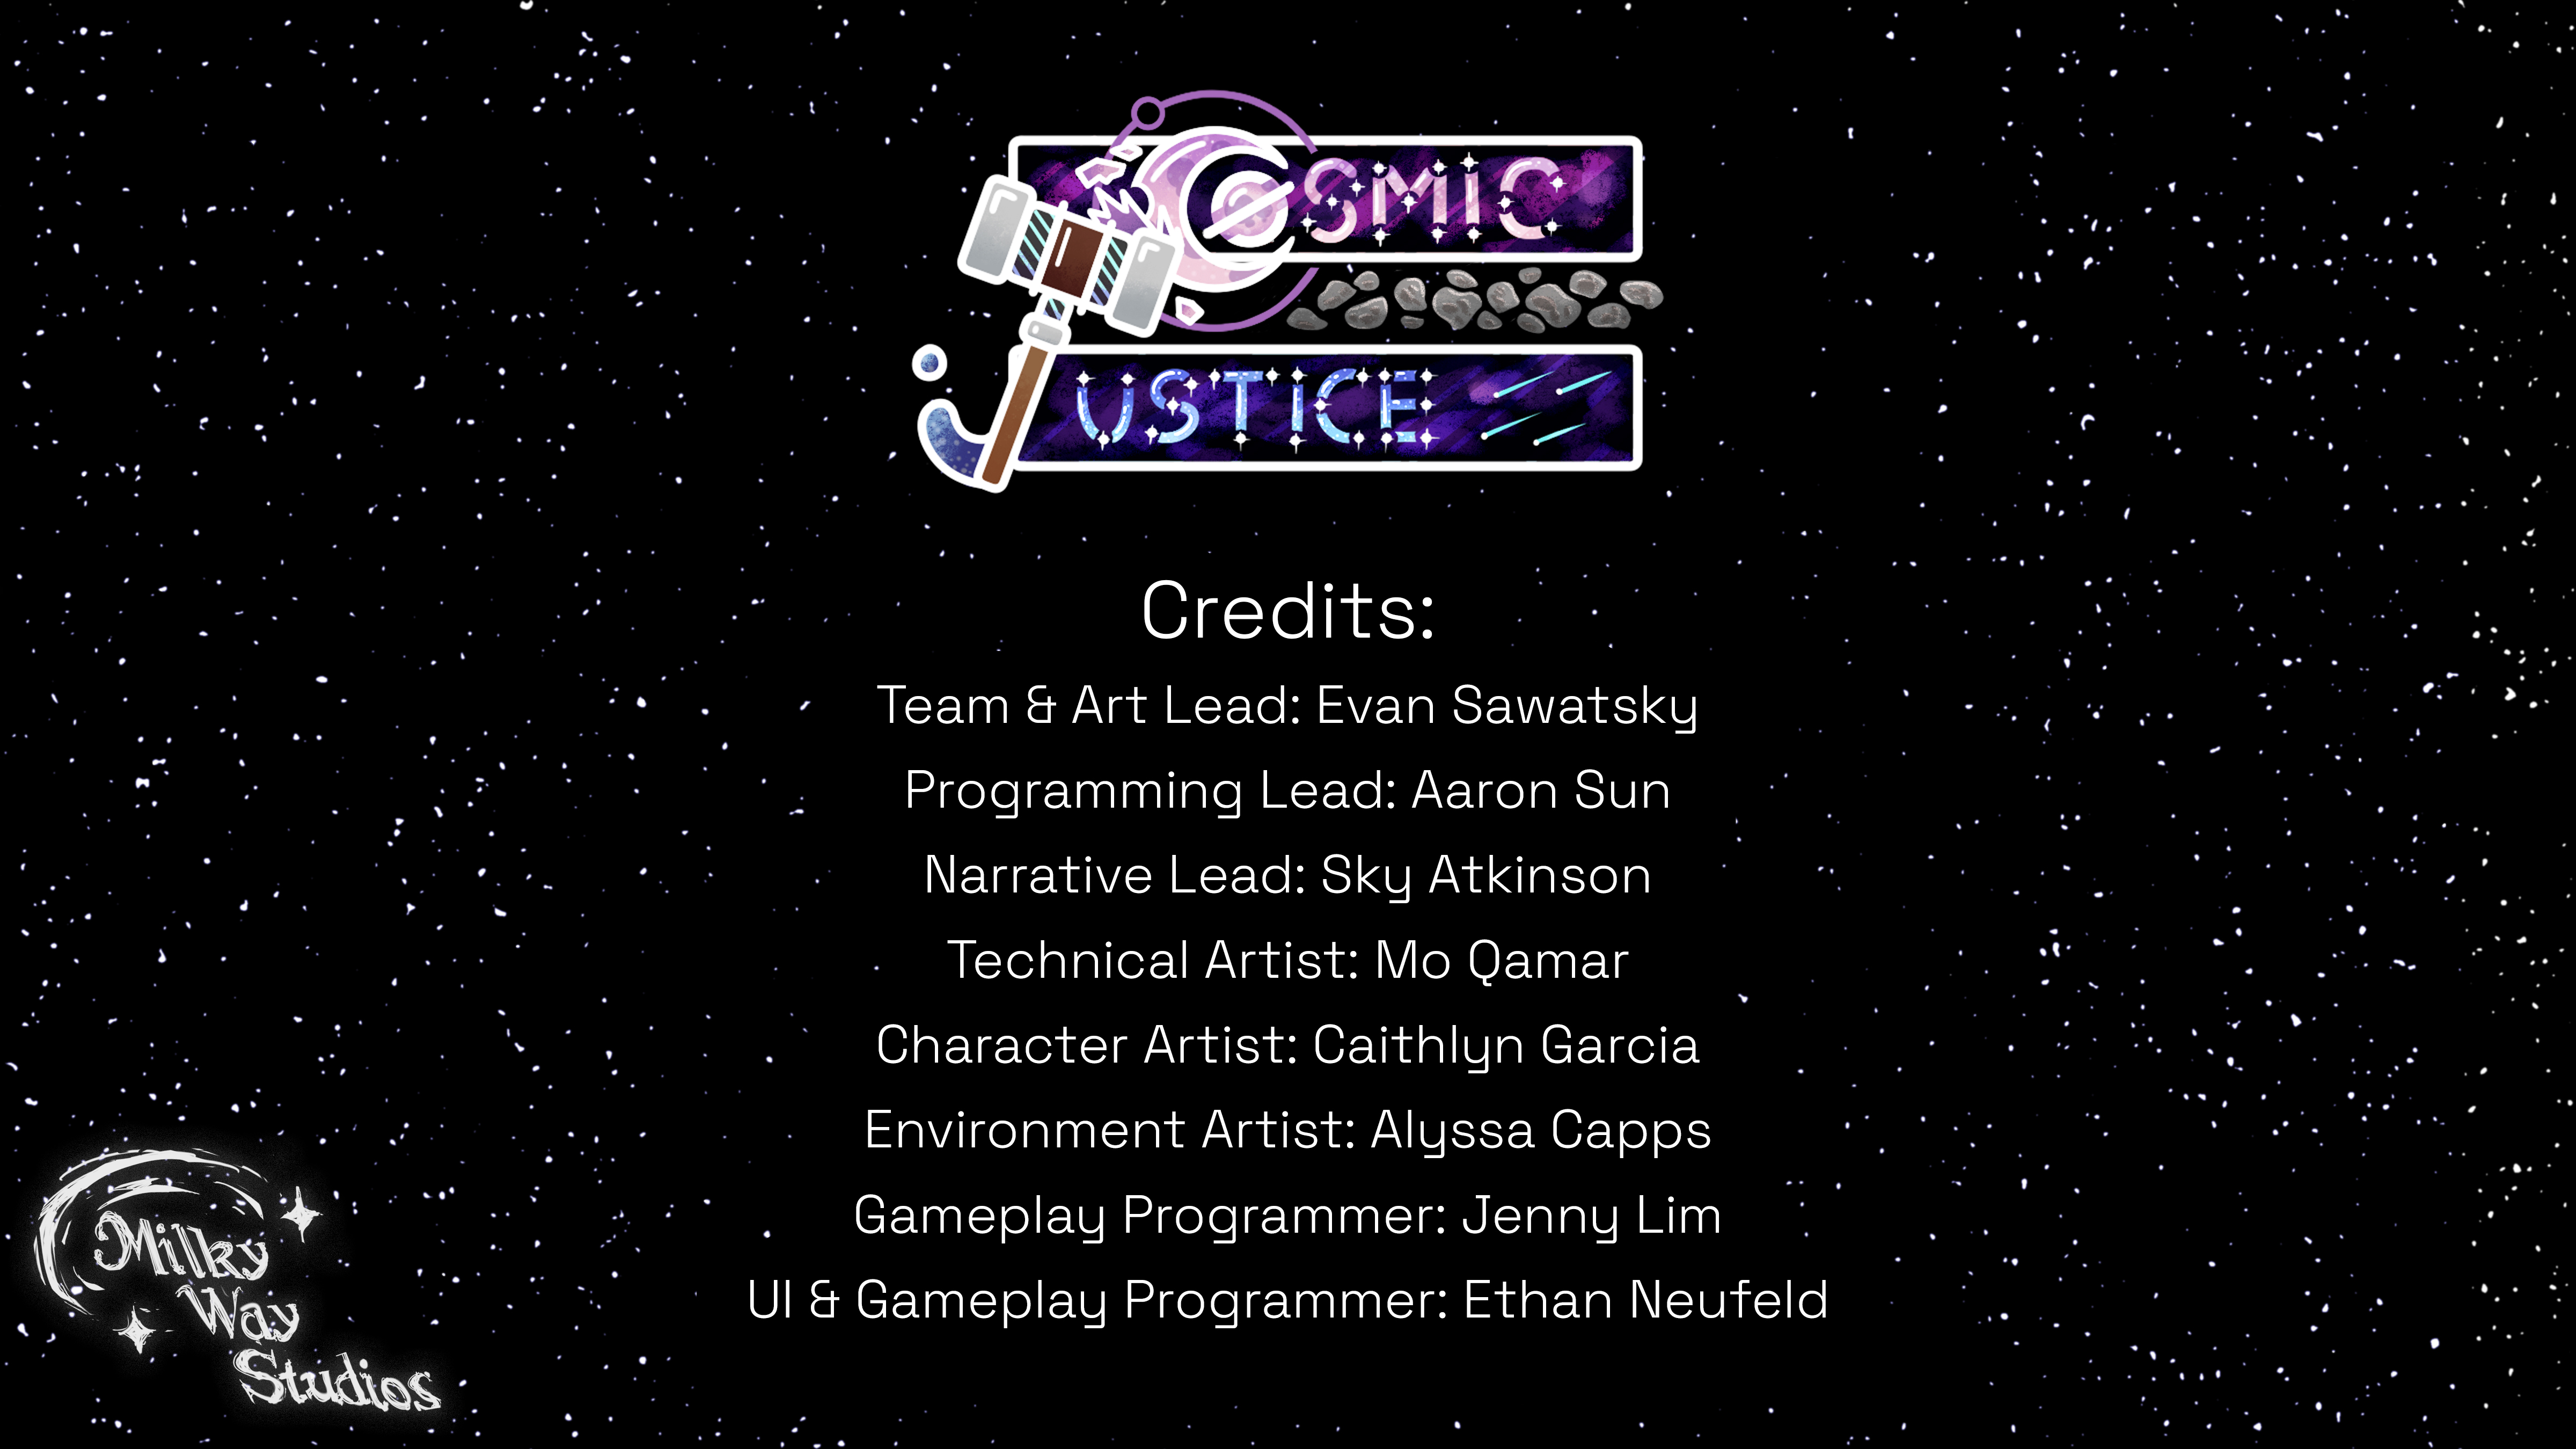 COSMIC
JUSTICE
Credits:
Team & Art Lead: Evan Sawatsky
Programming Lead: Aaron Sun
Narrative Lead: Sky Atkinson
Technical Artist: Mo Qamar
Character Artist: Caithlyn Garcia
Environment Artist: Alyssa Capps
Gameplay Programmer: Jenny Lim
UI & Gameplay Programmer: Ethan Neufeld
Milky
Way
Studios